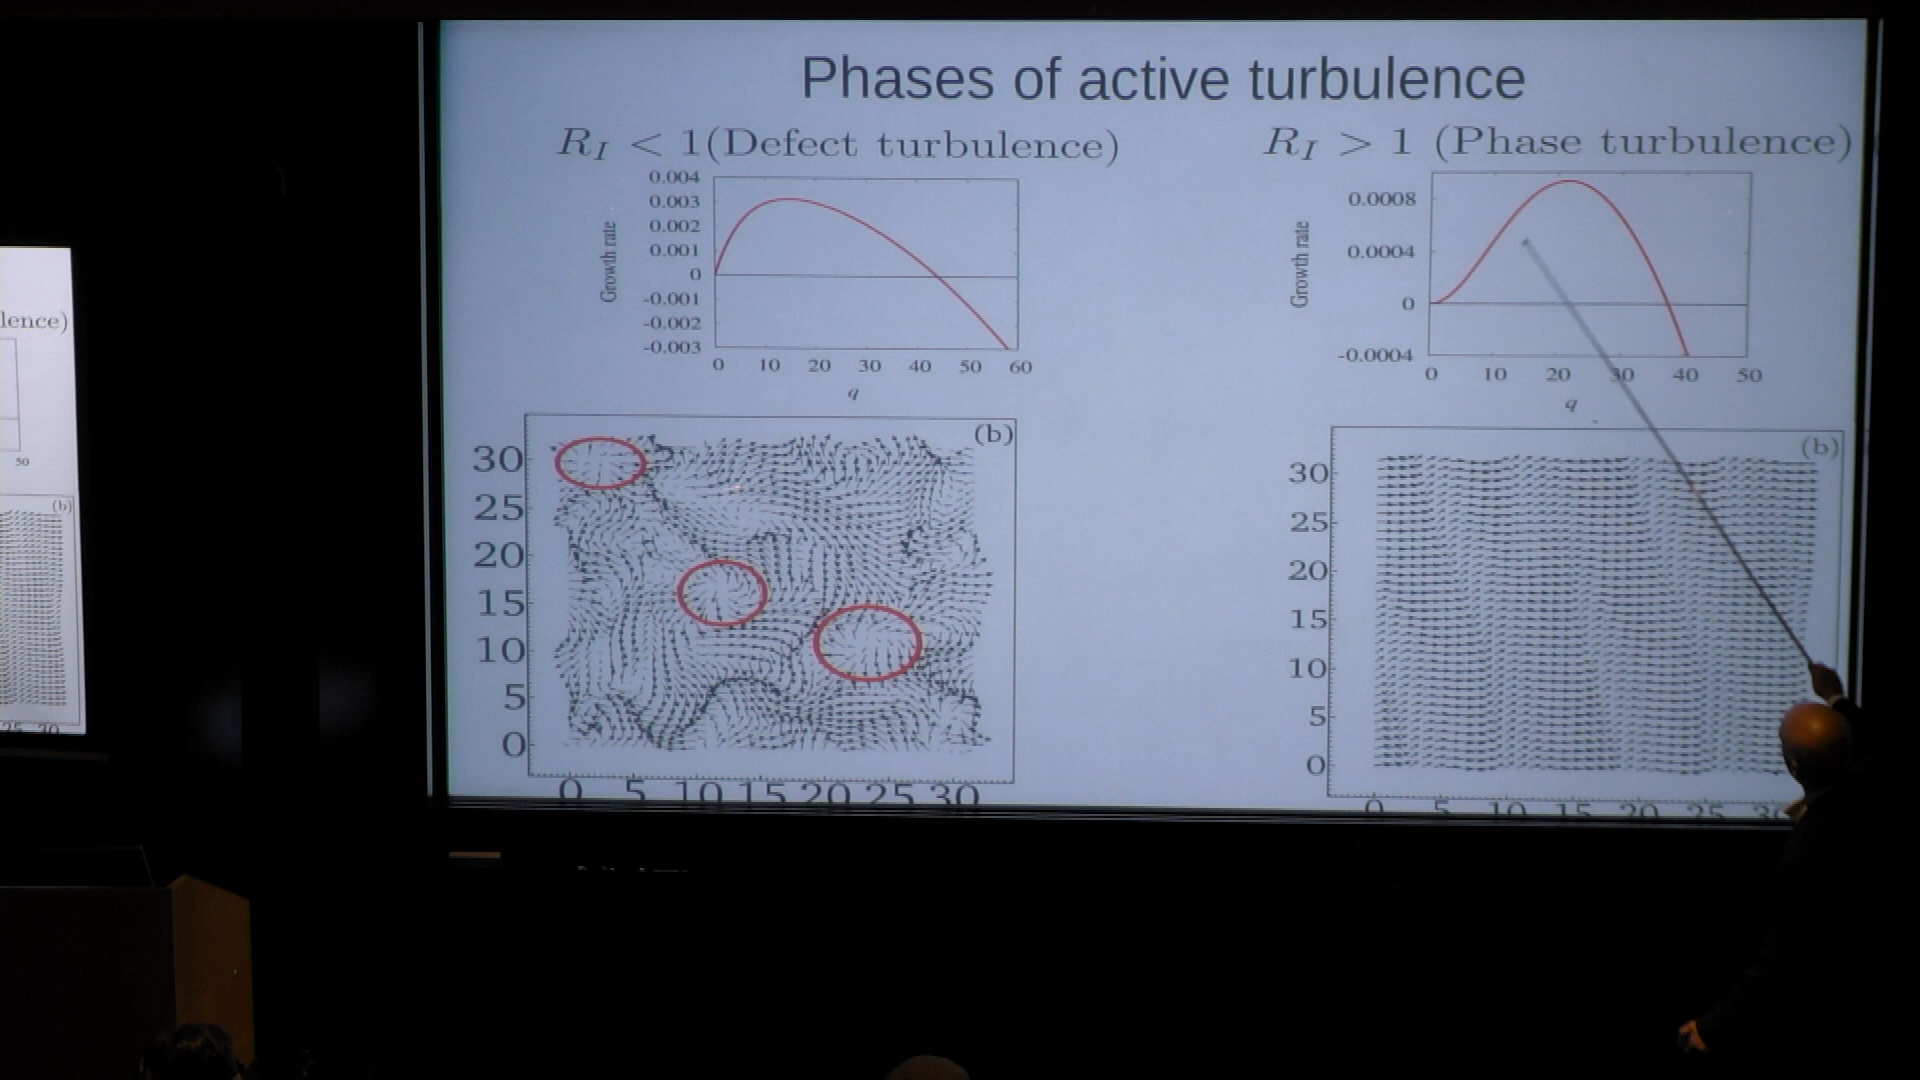 Phases of active turbulence
R_I < 1(Defect turbulence)
R_I > 1 (Phase turbulence)
0.004
0.003
0.002
0.001
0
-0.001
-0.002
-0.003
Growth rate
0 10 20 30 40 50 60
q
0.0008
0.0004
0
-0.0004
Growth rate
0 10 20 30 40 50
q
(b)
30
25
20
15
10
5
0
0 5 10 15 20 25 30
(b)
30
25
20
15
10
5
0
0 5 10 15 20 25 30
lence)
50
(b)
25 30